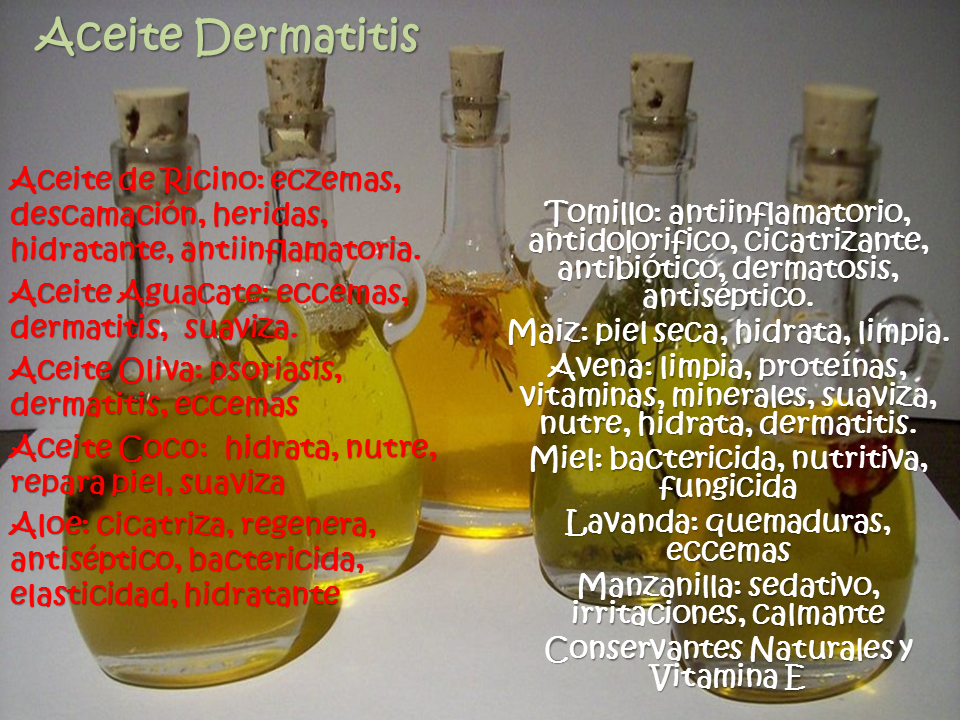 Aceite Dermatitis
Aceite de Ricino: eczemas,
descamación, heridas,
hidratante, antiinflamatoria.
Aceite Aguacate: eccemas,
dermatitis, suaviza.
Aceite Oliva: psoriasis,
dermatitis, eccemas
Aceite Coco: hidrata, nutre,
repara piel, suaviza
Aloe: cicatriza, regenera,
antiséptico, bactericida,
elasticidad, hidratante
Tomillo: antiinflamatorio,
antidolorifico, cicatrizante,
antibiótico, dermatosis,
antiséptico.
Maiz: piel seca, hidrata, limpia.
Avena: limpia, proteínas,
vitaminas, minerales, suaviza,
nutre, hidrata, dermatitis.
Miel: bactericida, nutritiva,
fungicida
Lavanda: quemaduras,
eccemas
Manzanilla: sedativo,
irritaciones, calmante
Conservantes Naturales y
Vitamina E